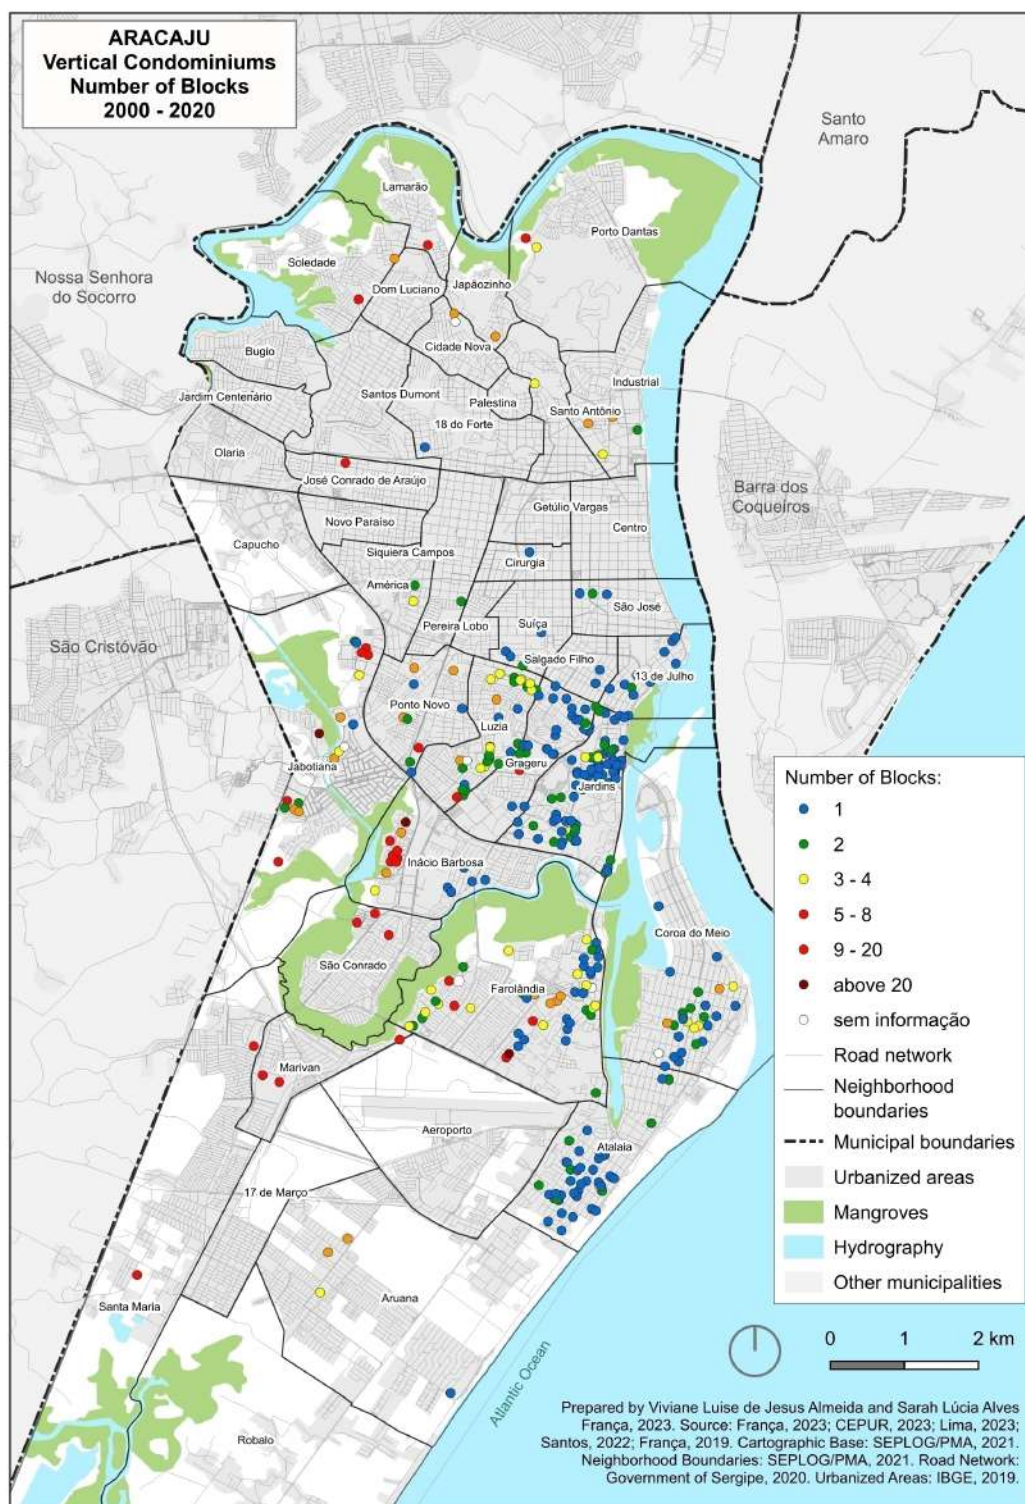 ARACAJU
Vertical Condominiums
Number of Blocks
2000 - 2020
Santo
Amaro
Lamarão
Porto Dantas
Soledade
Nossa Senhora
do Socorro
Dom Luciano
Japãozinho
Cidade Nova
Bugio
Industrial
Jardim Centenário
Santos Dumont
Palestina
Santo Antônio
18 do Forte
Olaria
José Conrado de Araújo
Barra dos
Coqueiros
Getúlio Vargas
Novo Paraíso
Centro
Capucho
Siquiera Campos
Cirurgia
América
São José
Pereira Lobo
Suíça
São Cristóvão
Salgado Filho
13 de Julho
Ponto Novo
Luzia
Jabotiana
Grageru
Jardins
Inácio Barbosa
Coroa do Meio
São Conrado
Farolândia
Marivan
Aeroporto
Atalaia
17 de Março
Santa Maria
Aruana
Robalo
Atlantic Ocean
Number of Blocks:
1
2
3 - 4
5 - 8
9 - 20
above 20
sem informação
Road network
Neighborhood
boundaries
Municipal boundaries
Urbanized areas
Mangroves
Hydrography
Other municipalities
0 1 2 km
Prepared by Viviane Luise de Jesus Almeida and Sarah Lúcia Alves
França, 2023. Source: França, 2023; CEPUR, 2023; Lima, 2023;
Santos, 2022; França, 2019. Cartographic Base: SEPLOG/PMA, 2021.
Neighborhood Boundaries: SEPLOG/PMA, 2021. Road Network:
Government of Sergipe, 2020. Urbanized Areas: IBGE, 2019.